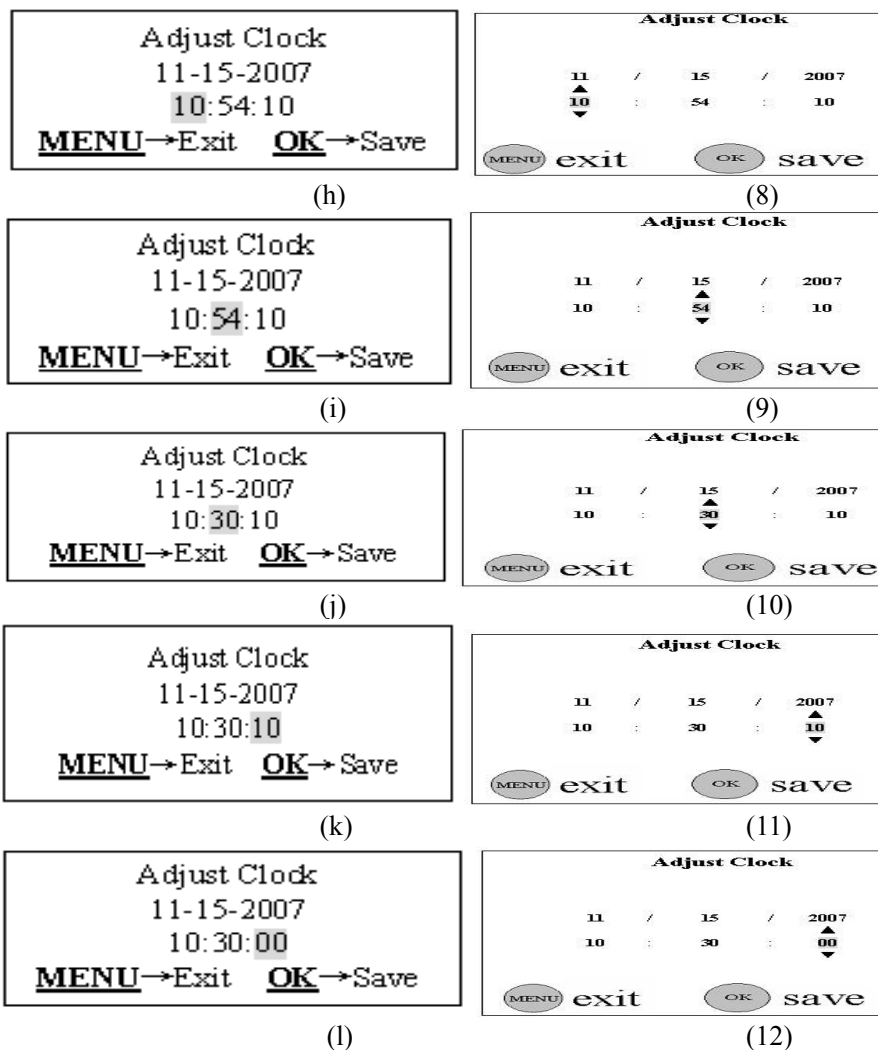 Adjust Clock
11-15-2007
10:54:10
MENU→Exit OK→Save
(h)
Adjust Clock
11 / 15 / 2007
10 : 54 : 10
MENU exit OK save
(8)
Adjust Clock
11-15-2007
10:54:10
MENU→Exit OK→Save
(i)
Adjust Clock
11 / 15 / 2007
10 : 54 : 10
MENU exit OK save
(9)
Adjust Clock
11-15-2007
10:30:10
MENU→Exit OK→Save
(j)
Adjust Clock
11 / 15 / 2007
10 : 30 : 10
MENU exit OK save
(10)
Adjust Clock
11-15-2007
10:30:10
MENU→Exit OK→Save
(k)
Adjust Clock
11 / 15 / 2007
10 : 30 : 10
MENU exit OK save
(11)
Adjust Clock
11-15-2007
10:30:00
MENU→Exit OK→Save
(l)
Adjust Clock
11 / 15 / 2007
10 : 30 : 00
MENU exit OK save
(12)